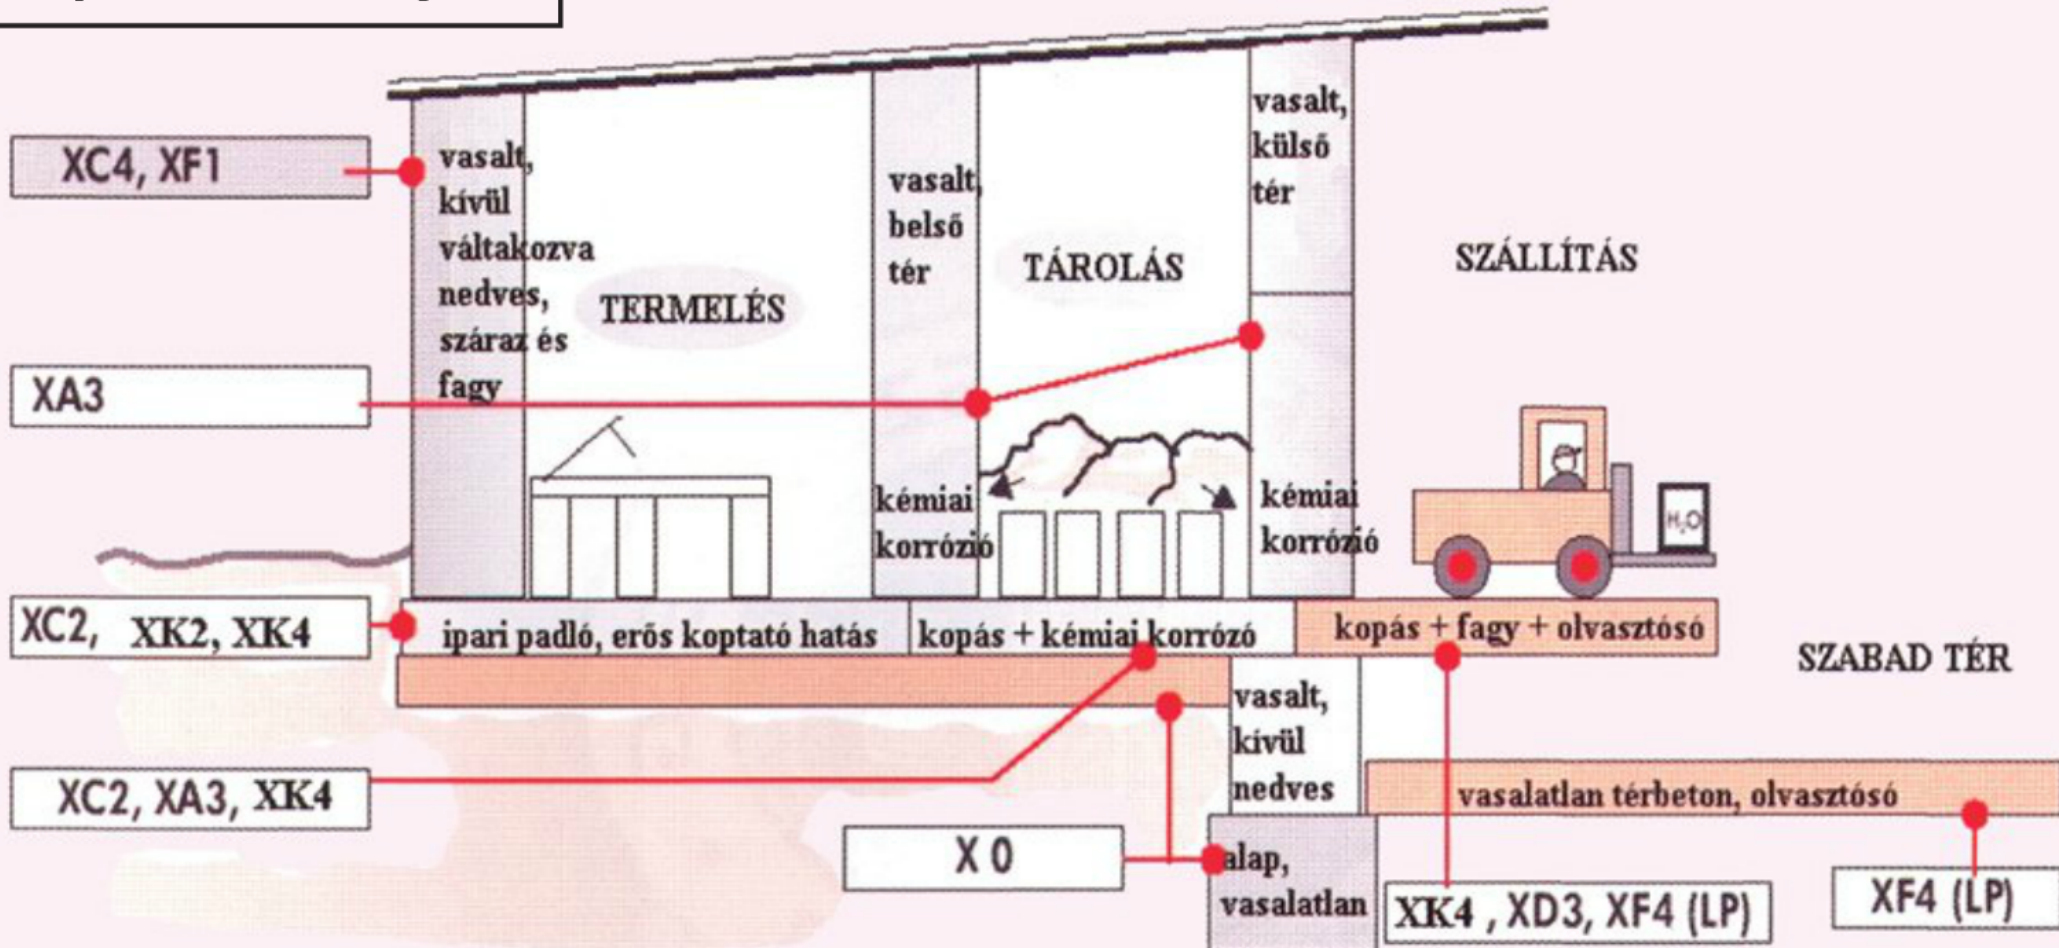 vasalt,
külső
tér
XC4, XF1
vasalt,
kívül
váltakozva
nedves,
száraz és
fagy
vasalt,
belső
tér
TÁROLÁS
SZÁLLÍTÁS
TERMELÉS
XA3
kémiai
korrózió
kémiai
korrózió
H₂O
XC2, XK2, XK4
ipari padló, erős koptató hatás
kopás + kémiai korrózó
kopás + fagy + olvasztósó
SZABAD TÉR
vasalt,
kívül
nedves
XC2, XA3, XK4
vasalatlan térbeton, olvasztósó
X 0
alap,
vasalatlan
XK4 , XD3, XF4 (LP)
XF4 (LP)